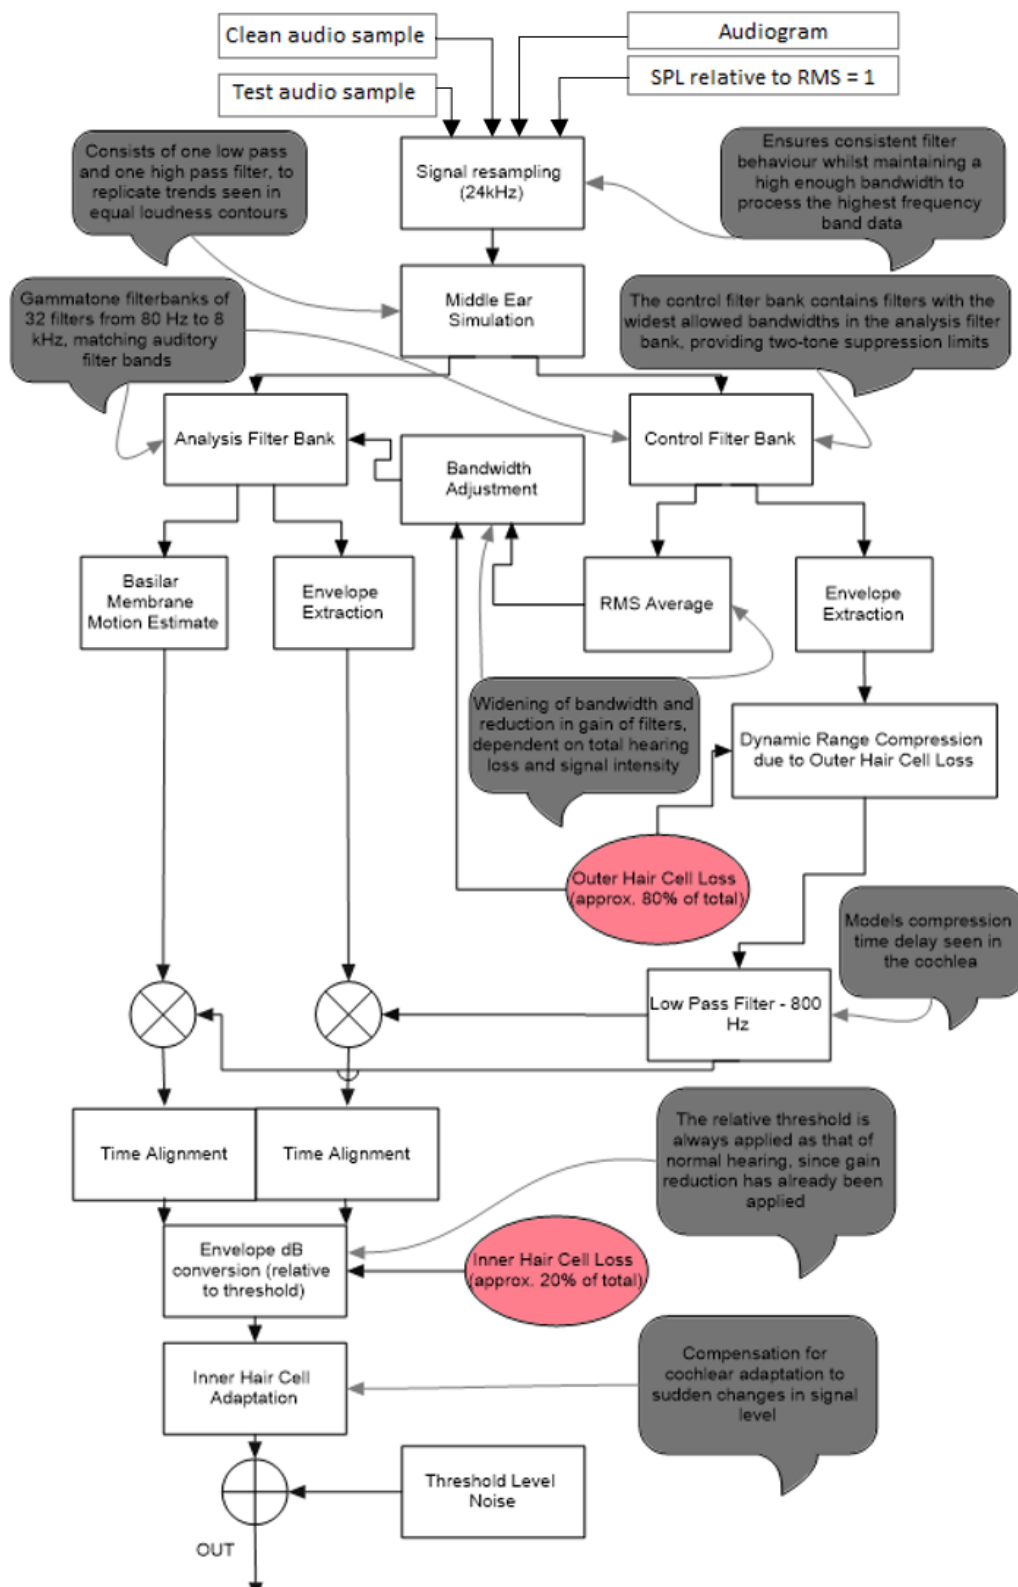 Clean audio sample
Audiogram
Test audio sample
SPL relative to RMS = 1
Consists of one low pass
and one high pass filter, to
replicate trends seen in
equal loudness contours
Signal resampling
(24kHz)
Ensures consistent filter
behaviour whilst maintaining a
high enough bandwidth to
process the highest frequency
band data
Gammatone filterbanks of
32 filters from 80 Hz to 8
kHz, matching auditory
filter bands
Middle Ear
Simulation
The control filter bank contains filters with the
widest allowed bandwidths in the analysis filter
bank, providing two-tone suppression limits
Analysis Filter Bank
Bandwidth
Adjustment
Control Filter Bank
Basilar
Membrane
Motion Estimate
Envelope
Extraction
RMS Average
Envelope
Extraction
Widening of bandwidth and
reduction in gain of filters,
dependent on total hearing
loss and signal intensity
Dynamic Range Compression
due to Outer Hair Cell Loss
Outer Hair Cell Loss
(approx. 80% of total)
Models compression
time delay seen in
the cochlea
Low Pass Filter - 800
Hz
Time Alignment
Time Alignment
The relative threshold is
always applied as that of
normal hearing, since gain
reduction has already been
applied
Envelope dB
conversion (relative
to threshold)
Inner Hair Cell Loss
(approx. 20% of total)
Inner Hair Cell
Adaptation
Compensation for
cochlear adaptation to
sudden changes in signal
level
Threshold Level
Noise
OUT